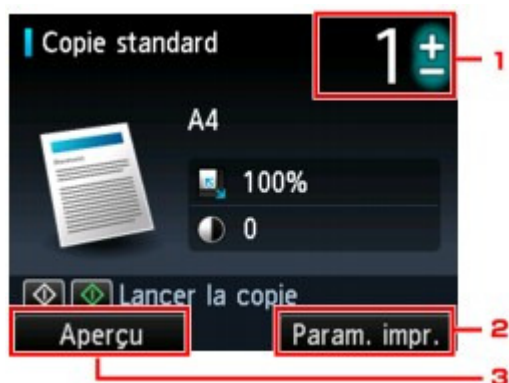 Copie standard
1
1
A4
100%
0
Lancer la copie
Aperçu
Param. impr.
2
3